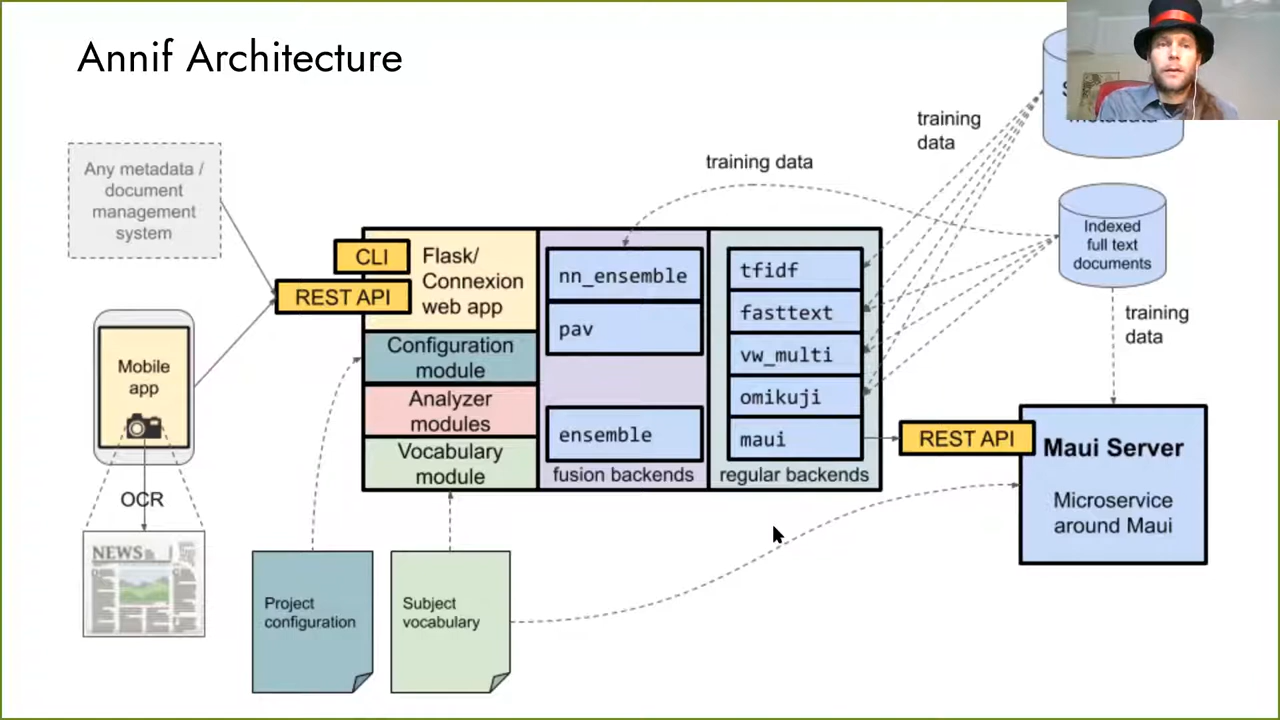 Annif Architecture
training
data
training data
Any metadata /
document
management
system
Indexed
full text
documents
CLI
REST API
Flask/
Connexion
web app
Configuration
module
Analyzer
modules
Vocabulary
module
nn_ensemble
pav
ensemble
fusion backends
tfidf
fasttext
vw_multi
omikuji
maui
regular backends
training
data
REST API
Maui Server
Microservice
around Maui
Mobile
app
OCR
NEWS
Project
configuration
Subject
vocabulary